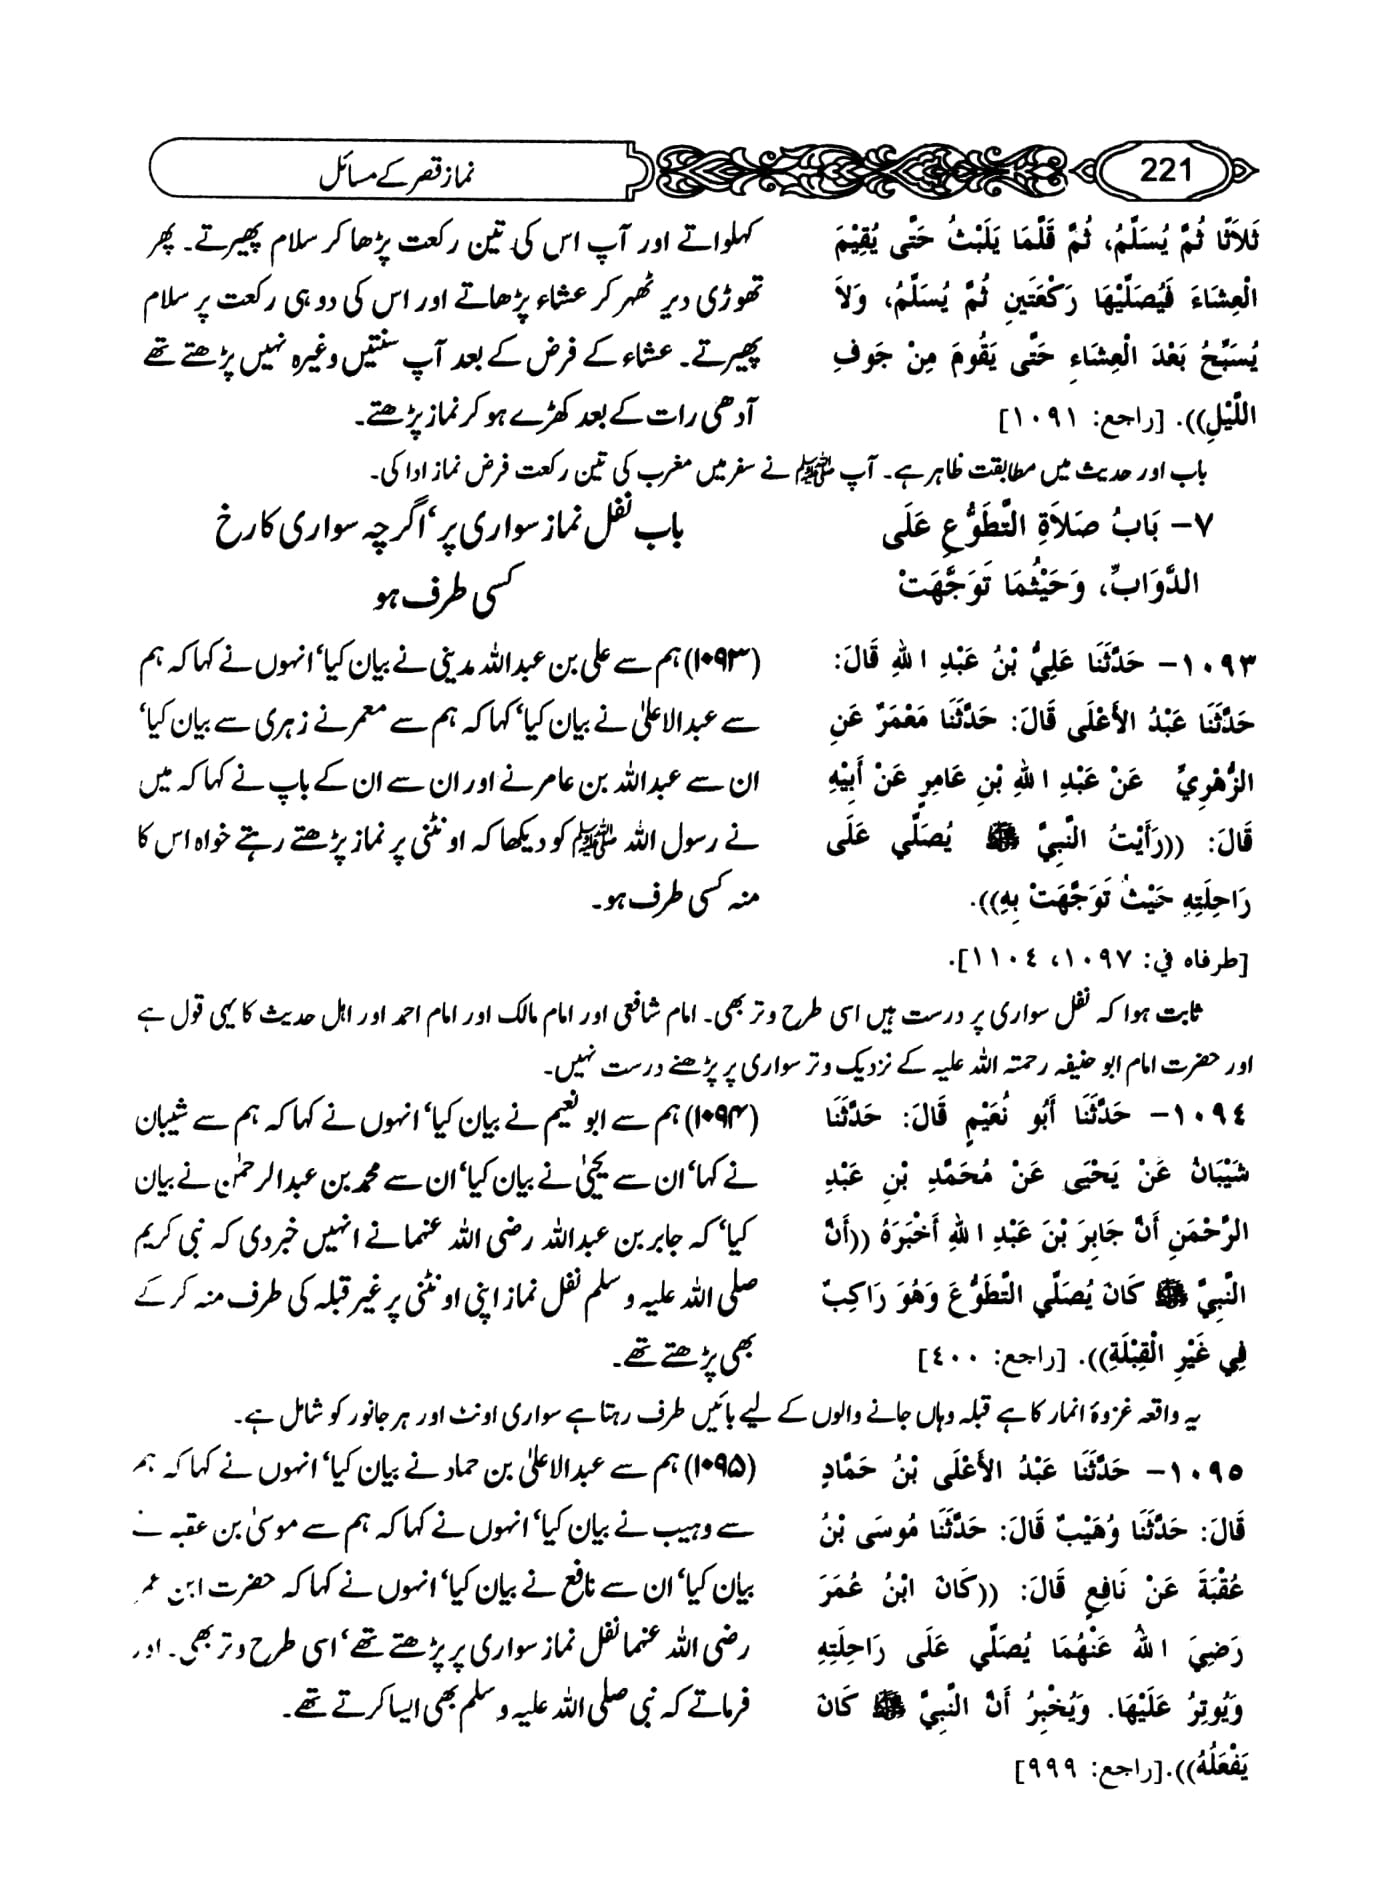 221
نماز قصر کے مسائل
ثَلاَثًا ثُمَّ يُسَلِّمُ، ثُمَّ قَلَّمَا يَلْبَثُ حَتَّى يُقِيْمَ
الْعِشَاءَ فَيُصَلِّيْهَا رَكْعَتَينِ ثُمَّ يُسَلِّمُ، وَلاَ
يُسَبِّحُ بَعْدَ الْعِشَاءِ حَتَّى يَقُومَ مِنْ جَوفِ
اللَّيْلِ)). [راجع: ١٠٩١]
کہلواتے اور آپ اس کی تین رکعت پڑھا کر سلام پھیرتے۔ پھر
تھوڑی دیر ٹھہر کر عشاء پڑھاتے اور اس کی دو ہی رکعت پر سلام
پھیرتے۔ عشاء کے فرض کے بعد آپ سنتیں وغیرہ نہیں پڑھتے تھے
آدھی رات کے بعد کھڑے ہو کر نماز پڑھتے۔
باب اور حدیث میں مطابقت ظاہر ہے۔ آپ ﷺ نے سفر میں مغرب کی تین رکعت فرض نماز ادا کی۔
٧- بَابُ صَلاَةِ التَّطَوُّعِ عَلَى
الدَّوَابِّ، وَحَيْثُمَا تَوَجَّهَتْ
باب نفل نماز سواری پر‘ اگرچہ سواری کا رخ
کسی طرف ہو
١٠٩٣- حَدَّثَنَا عَلِيُّ بْنُ عَبْدِ اللهِ قَالَ:
حَدَّثَنَا عَبْدُ الأَعْلَى قَالَ: حَدَّثَنَا مَعْمَرٌ عَنِ
الزُّهْرِيِّ عَنْ عَبْدِ اللهِ بْنِ عَامِرٍ عَنْ أَبِيْهِ
قَالَ: ((رَأَيْتُ النَّبِيَّ ﷺ يُصَلِّي عَلَى
رَاحِلَتِهِ حَيْثُ تَوَجَّهَتْ بِهِ)).
[طرفاه في: ١٠٩٧، ١١٠٤].
(۱۰۹۳) ہم سے علی بن عبداللہ مدینی نے بیان کیا‘ انہوں نے کہا کہ ہم
سے عبدالاعلیٰ نے بیان کیا‘ کہا کہ ہم سے معمر نے زہری سے بیان کیا‘
ان سے عبداللہ بن عامر نے اور ان سے ان کے باپ نے کہا کہ میں
نے رسول اللہ ﷺ کو دیکھا کہ اونٹنی پر نماز پڑھتے رہتے خواہ اس کا
منہ کسی طرف ہو۔
ثابت ہوا کہ نفل سواری پر درست ہیں اسی طرح وتر بھی۔ امام شافعی اور امام مالک اور امام احمد اور اہل حدیث کا یہی قول ہے
اور حضرت امام ابو حنیفہ رحمتہ اللہ علیہ کے نزدیک وتر سواری پر پڑھنے درست نہیں۔
١٠٩٤- حَدَّثَنَا أَبُو نُعَيْمٍ قَالَ: حَدَّثَنَا
شَيْبَانُ عَنْ يَحْيَى عَنْ مُحَمَّدِ بْنِ عَبْدِ
الرَّحْمَنِ أَنَّ جَابِرَ بْنَ عَبْدِ اللهِ أَخْبَرَهُ ((أَنَّ
النَّبِيَّ ﷺ كَانَ يُصَلِّي التَّطَوُّعَ وَهُوَ رَاكِبٌ
فِي غَيْرِ الْقِبْلَةِ)). [راجع: ٤٠٠]
(۱۰۹۴) ہم سے ابو نعیم نے بیان کیا‘ انہوں نے کہا کہ ہم سے شیبان
نے کہا‘ ان سے یحییٰ نے بیان کیا‘ ان سے محمد بن عبدالرحمٰن نے بیان
کیا‘ کہ جابر بن عبداللہ رضی اللہ عنہما نے انہیں خبر دی کہ نبی کریم
صلی اللہ علیہ و سلم نفل نماز اپنی اونٹنی پر غیر قبلہ کی طرف منہ کر کے
بھی پڑھتے تھے۔
یہ واقعہ غزوۂ انمار کا ہے قبلہ وہاں جانے والوں کے لیے بائیں طرف رہتا ہے سواری اونٹ اور ہر جانور کو شامل ہے۔
١٠٩٥- حَدَّثَنَا عَبْدُ الأَعْلَى بْنُ حَمَّادٍ
قَالَ: حَدَّثَنَا وُهَيْبٌ قَالَ: حَدَّثَنَا مُوسَى بْنُ
عُقْبَةَ عَنْ نَافِعٍ قَالَ: ((كَانَ ابْنُ عُمَرَ
رَضِيَ اللهُ عَنْهُمَا يُصَلِّي عَلَى رَاحِلَتِهِ
وَيُوتِرُ عَلَيْهَا. وَيُخْبِرُ أَنَّ النَّبِيَّ ﷺ كَانَ
يَفْعَلُهُ)).[راجع: ٩٩٩]
(۱۰۹۵) ہم سے عبدالاعلیٰ بن حماد نے بیان کیا‘ انہوں نے کہا کہ ہم
سے وہیب نے بیان کیا‘ انہوں نے کہا کہ ہم سے موسیٰ بن عقبہ نے
بیان کیا‘ ان سے نافع نے بیان کیا‘ انہوں نے کہا کہ حضرت ابن عمر
رضی اللہ عنہما نفل نماز سواری پر پڑھتے تھے‘ اسی طرح وتر بھی۔ اور
فرماتے کہ نبی صلی اللہ علیہ و سلم بھی ایسا کرتے تھے۔